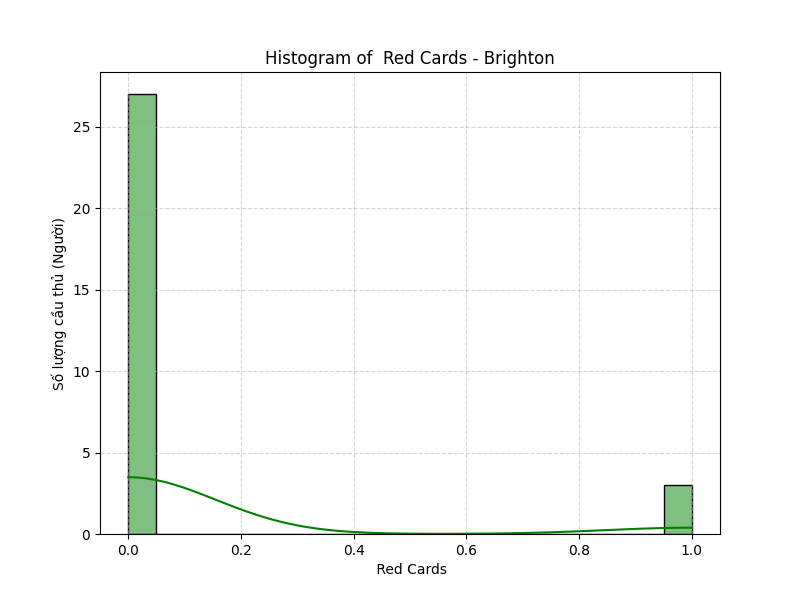 Histogram of  Red Cards - Brighton
Số lượng cầu thủ (Người)
25
20
15
10
5
0
0.0 0.2 0.4 0.6 0.8 1.0
Red Cards